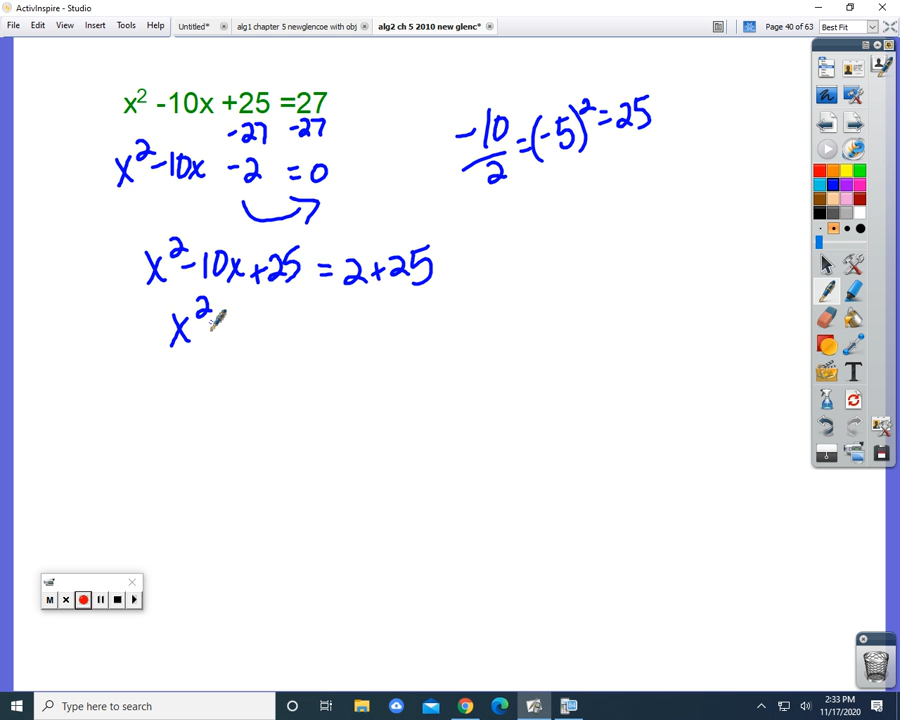 ActivInspire - Studio
File Edit View Insert Tools Help
Untitled* alg1 chapter 5 newglencoe with obj alg2 ch 5 2010 new glenc* Page 40 of 63 Best Fit
x² -10x +25 =27
-27 -27
x² -10x -2 = 0
-10/2 = (-5)² = 25
x² -10x +25 = 2+25
x²
M
T
Type here to search
2:33 PM
11/17/2020